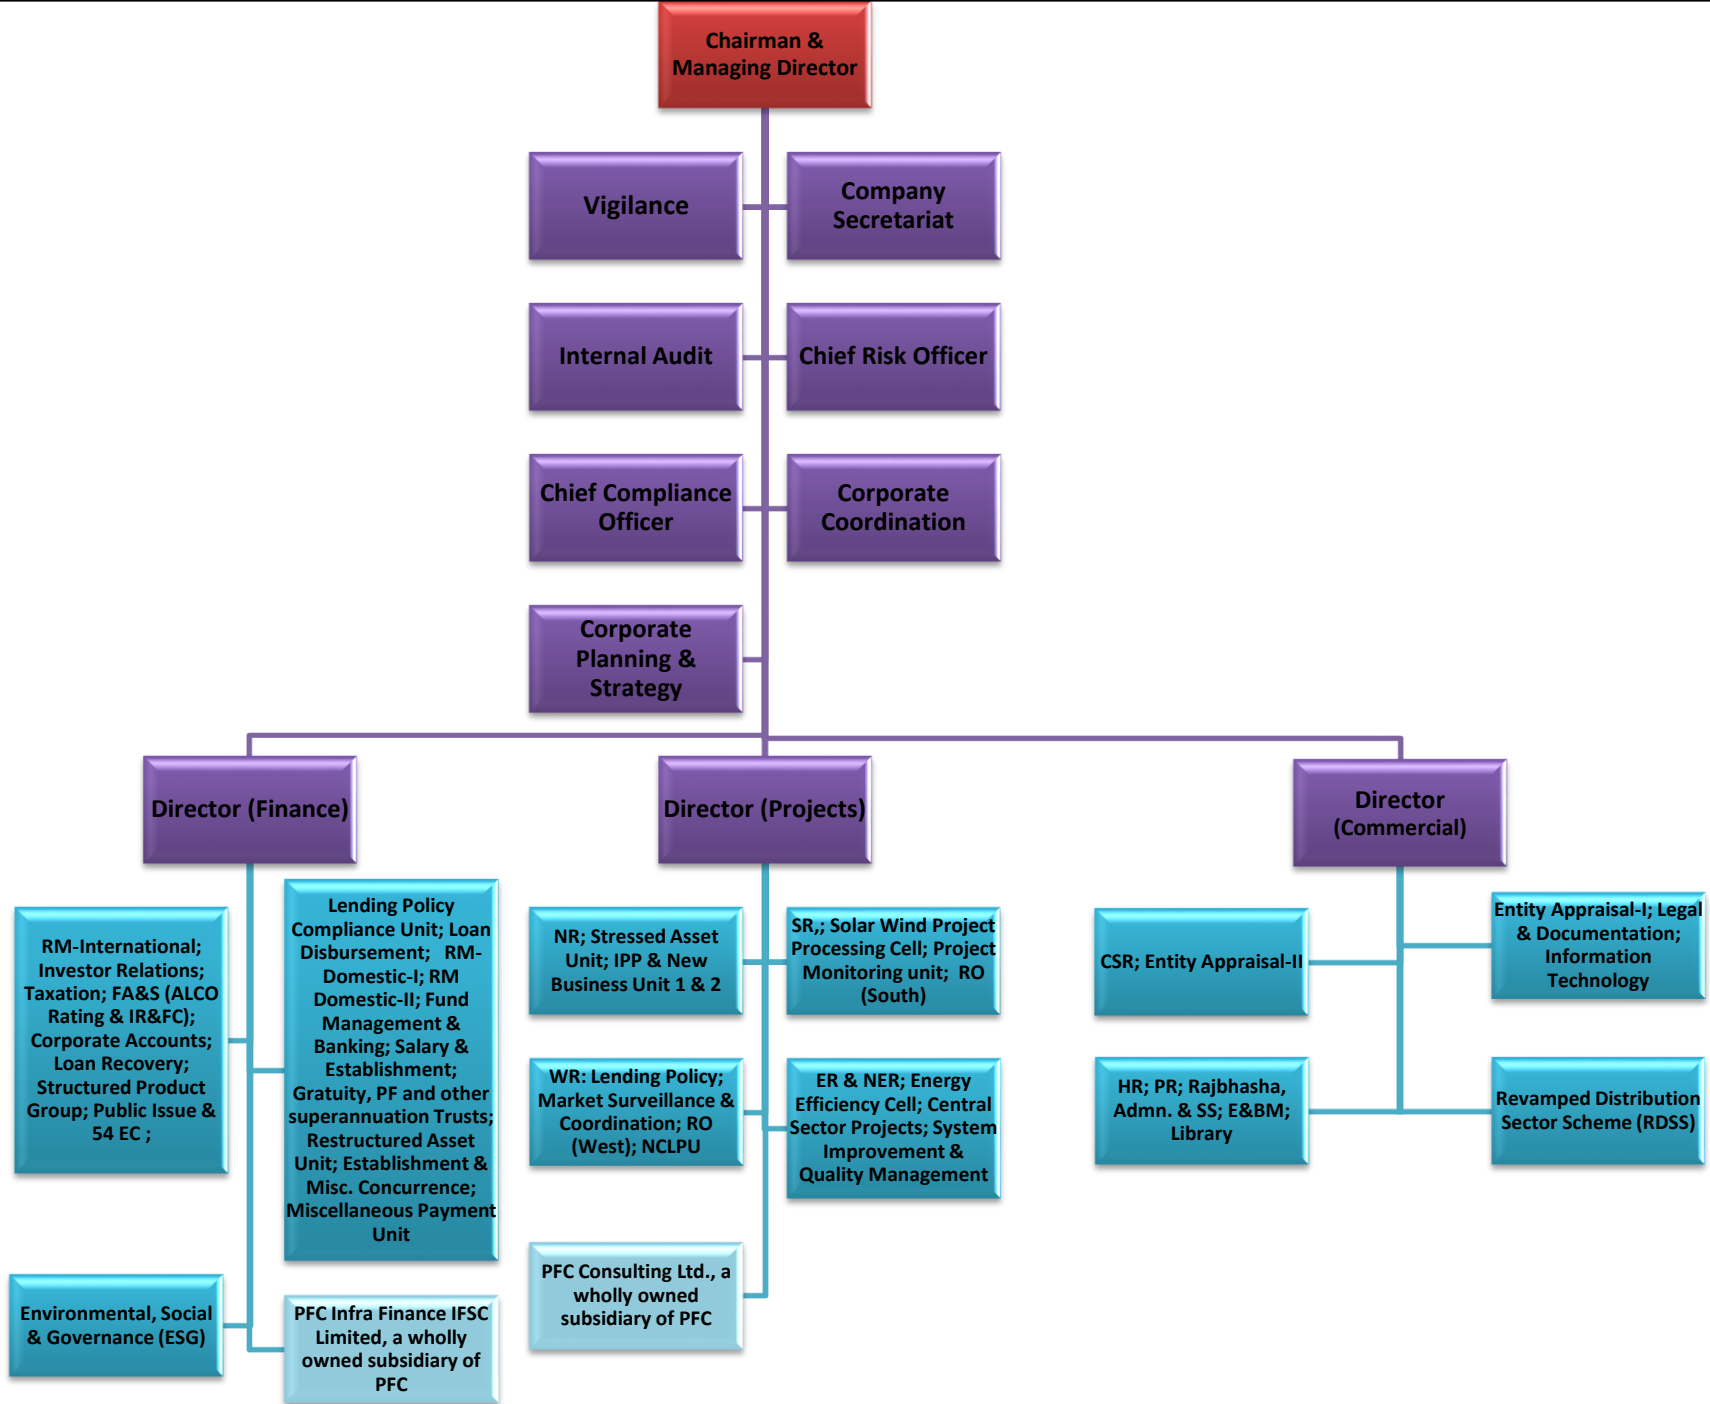 Chairman &
Managing Director
Vigilance
Company
Secretariat
Internal Audit
Chief Risk Officer
Chief Compliance
Officer
Corporate
Coordination
Corporate
Planning &
Strategy
Director (Finance)
Director (Projects)
Director
(Commercial)
RM-International;
Investor Relations;
Taxation; FA&S (ALCO
Rating & IR&FC);
Corporate Accounts;
Loan Recovery;
Structured Product
Group; Public Issue &
54 EC ;
Lending Policy
Compliance Unit; Loan
Disbursement; RM-
Domestic-I; RM
Domestic-II; Fund
Management &
Banking; Salary &
Establishment;
Gratuity, PF and other
superannuation Trusts;
Restructured Asset
Unit; Establishment &
Misc. Concurrence;
Miscellaneous Payment
Unit
Environmental, Social
& Governance (ESG)
PFC Infra Finance IFSC
Limited, a wholly
owned subsidiary of
PFC
NR; Stressed Asset
Unit; IPP & New
Business Unit 1 & 2
SR,; Solar Wind Project
Processing Cell; Project
Monitoring unit; RO
(South)
WR: Lending Policy;
Market Surveillance &
Coordination; RO
(West); NCLPU
ER & NER; Energy
Efficiency Cell; Central
Sector Projects; System
Improvement &
Quality Management
PFC Consulting Ltd., a
wholly owned
subsidiary of PFC
CSR; Entity Appraisal-II
Entity Appraisal-I; Legal
& Documentation;
Information
Technology
HR; PR; Rajbhasha,
Admn. & SS; E&BM;
Library
Revamped Distribution
Sector Scheme (RDSS)